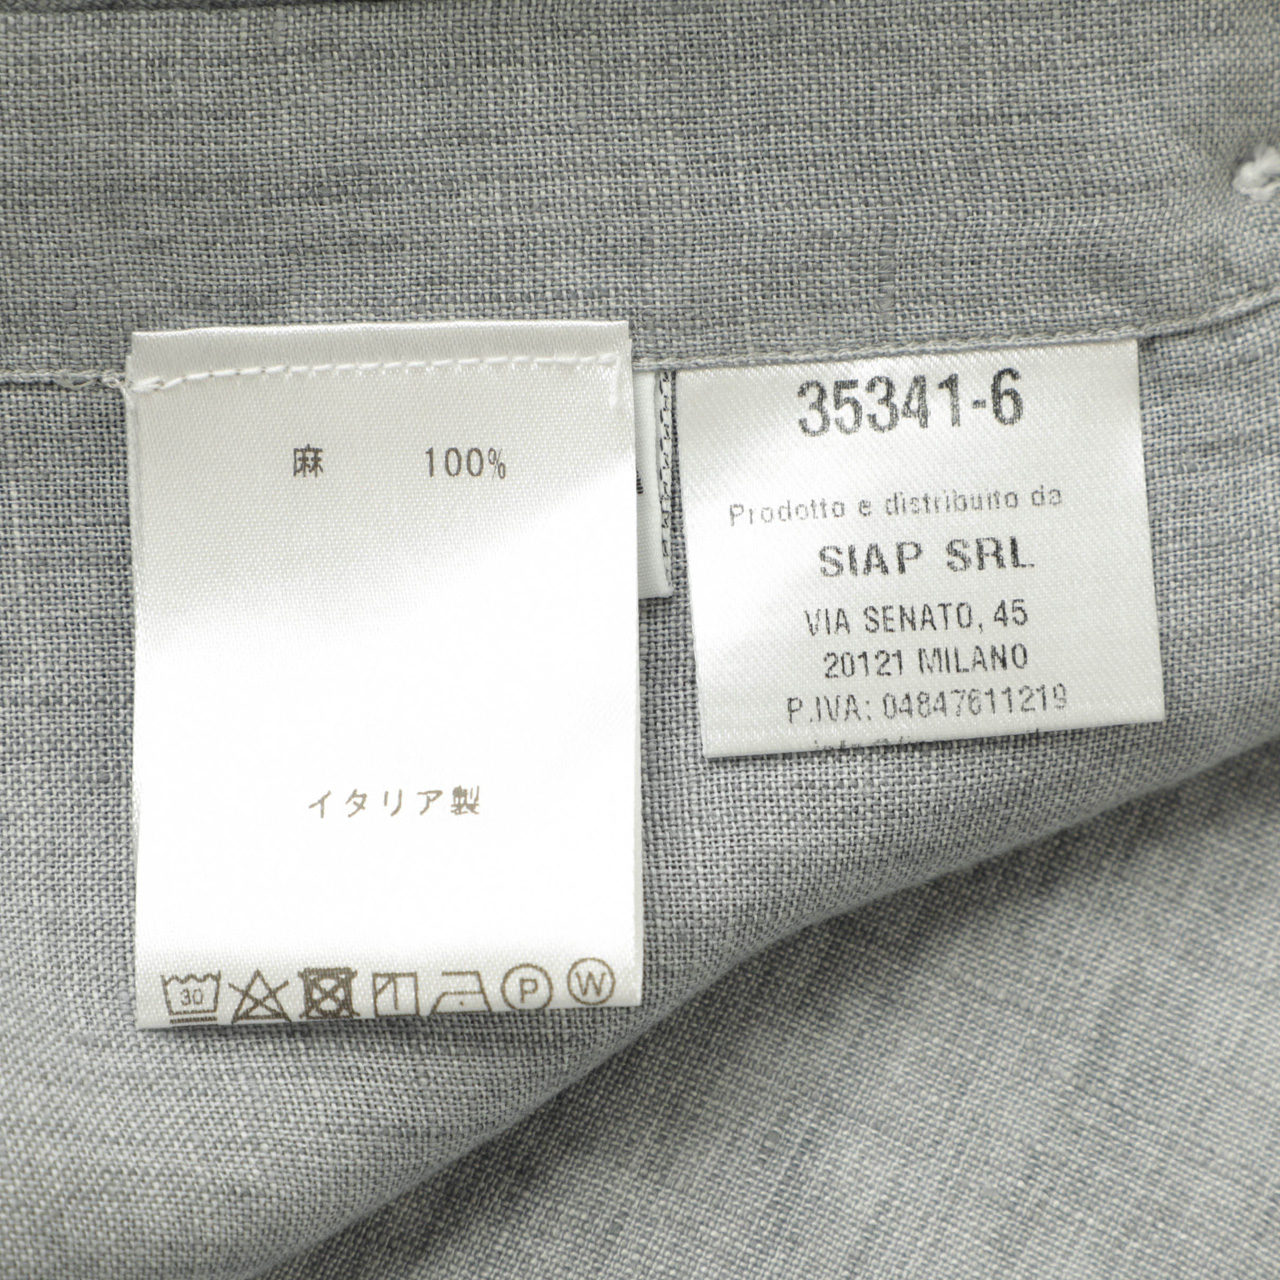 麻 100%
イタリア製
30
P
W
35341-6
Prodotto e distribuito da
SIAP SRL
VIA SENATO, 45
20121 MILANO
P.IVA: 04847611219